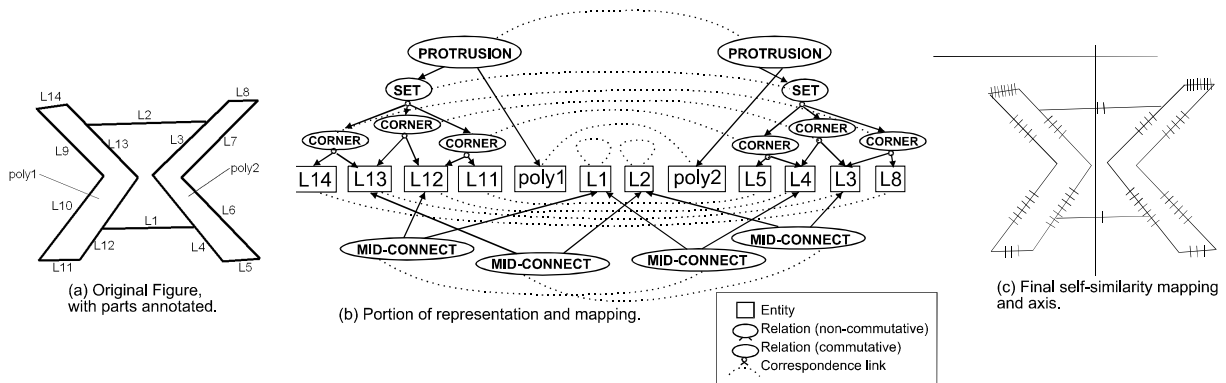 L14
L8
L2
L9
L13
L3
L7
poly1
poly2
L10
L6
L1
L12
L4
L11
L5
(a) Original Figure,
with parts annotated.
PROTRUSION
PROTRUSION
SET
SET
CORNER
CORNER
CORNER
CORNER
CORNER
CORNER
L14 L13 L12 L11 poly1 L1 L2 poly2 L5 L4 L3 L8
MID-CONNECT
MID-CONNECT
MID-CONNECT
MID-CONNECT
(b) Portion of representation and mapping.
Entity
Relation (non-commutative)
Relation (commutative)
Correspondence link
(c) Final self-similarity mapping
and axis.